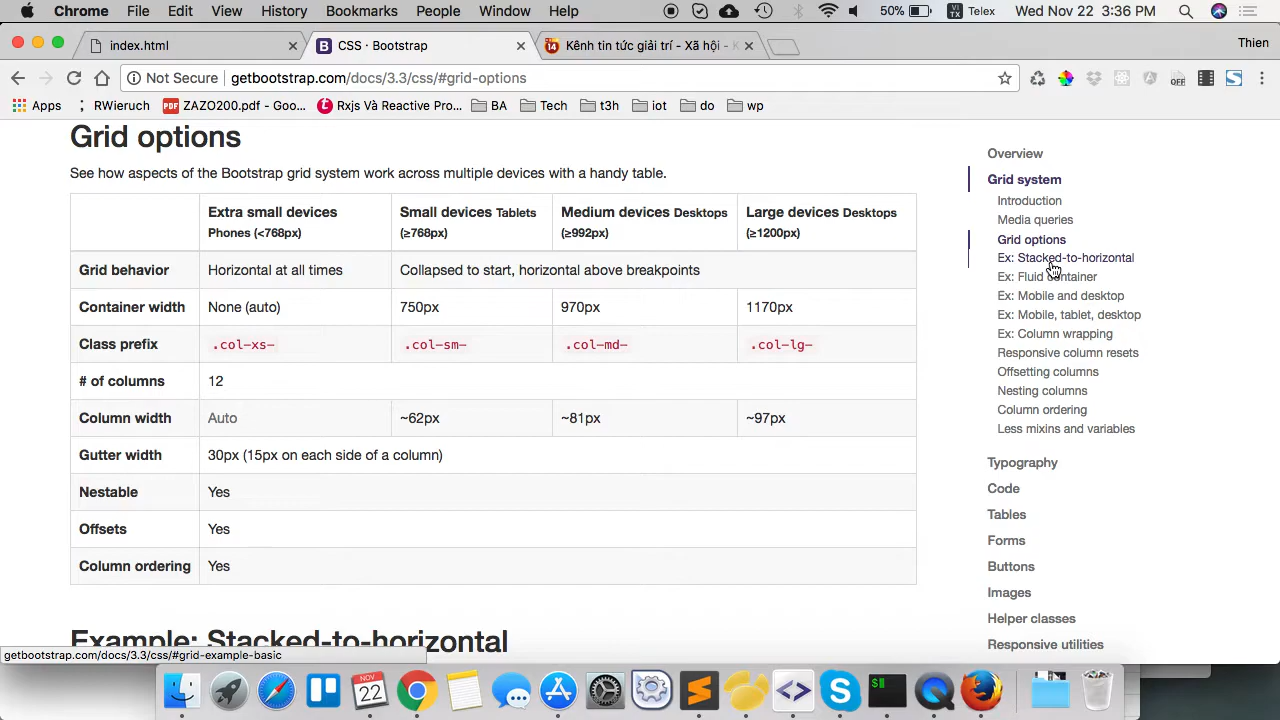 Chrome File Edit View History Bookmarks People Window Help 50% Telex Wed Nov 22 3:36 PM
index.html CSS · Bootstrap Kênh tin tức giải trí - Xã hội - K Thien
Not Secure getbootstrap.com/docs/3.3/css/#grid-options
Apps RWieruch ZAZO200.pdf - Goo... Rxjs Và Reactive Pro... BA Tech t3h iot do wp
Grid options
See how aspects of the Bootstrap grid system work across multiple devices with a handy table.
Extra small devices Small devices Tablets Medium devices Desktops Large devices Desktops
Phones (<768px) (≥768px) (≥992px) (≥1200px)
Grid behavior Horizontal at all times Collapsed to start, horizontal above breakpoints
Container width None (auto) 750px 970px 1170px
Class prefix .col-xs- .col-sm- .col-md- .col-lg-
# of columns 12
Column width Auto ~62px ~81px ~97px
Gutter width 30px (15px on each side of a column)
Nestable Yes
Offsets Yes
Column ordering Yes
Example: Stacked-to-horizontal
Overview
Grid system
Introduction
Media queries
Grid options
Ex: Stacked-to-horizontal
Ex: Fluid container
Ex: Mobile and desktop
Ex: Mobile, tablet, desktop
Ex: Column wrapping
Responsive column resets
Offsetting columns
Nesting columns
Column ordering
Less mixins and variables
Typography
Code
Tables
Forms
Buttons
Images
Helper classes
Responsive utilities
getbootstrap.com/docs/3.3/css/#grid-example-basic
NOV
22